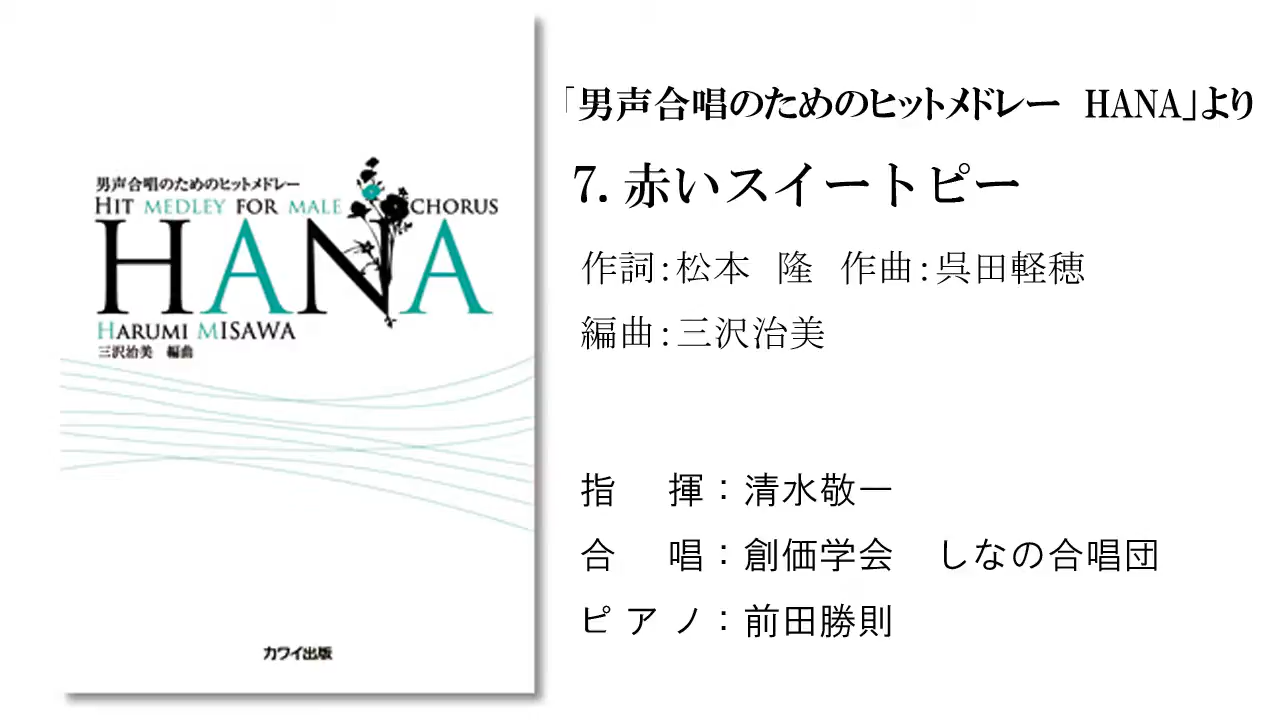 男声合唱のためのヒットメドレー
HIT MEDLEY FOR MALE CHORUS
HANA
HARUMI MISAWA
三沢治美　編曲
カワイ出版
「男声合唱のためのヒットメドレー　HANA」より
7. 赤いスイートピー
作詞：松本　隆　作曲：呉田軽穂
編曲：三沢治美
指　揮：清水敬一
合　唱：創価学会　しなの合唱団
ピ ア ノ：前田勝則